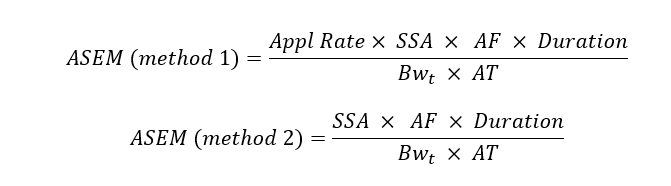 ASEM (method 1) = Appl Rate × SSA × AF × Duration / Bwₜ × AT
ASEM (method 2) = SSA × AF × Duration / Bwₜ × AT